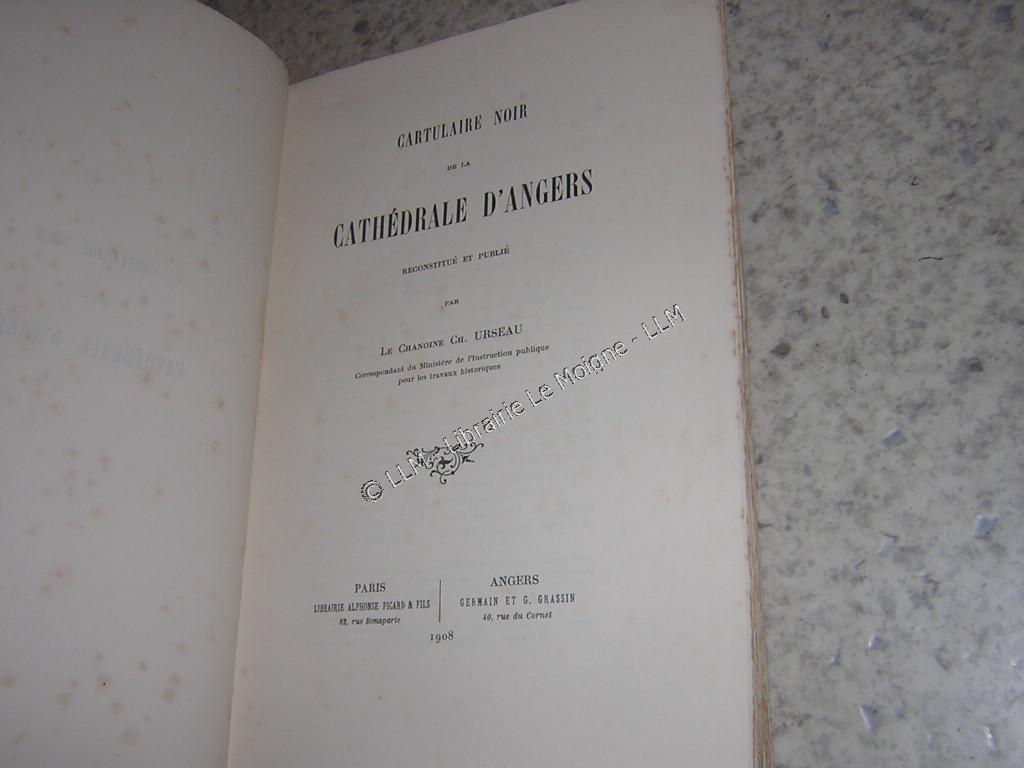 CARTULAIRE NOIR
DE LA
CATHÉDRALE D'ANGERS
RECONSTITUÉ ET PUBLIÉ
PAR
LE CHANOINE CH. URSEAU
Correspondant du Ministère de l'Instruction publique
pour les travaux historiques
© LLM - Librairie Le Moigne - LLM
PARIS
LIBRAIRIE ALPHONSE PICARD & FILS
82, rue Bonaparte
ANGERS
GERMAIN ET G. GRASSIN
40, rue du Cornet
1908